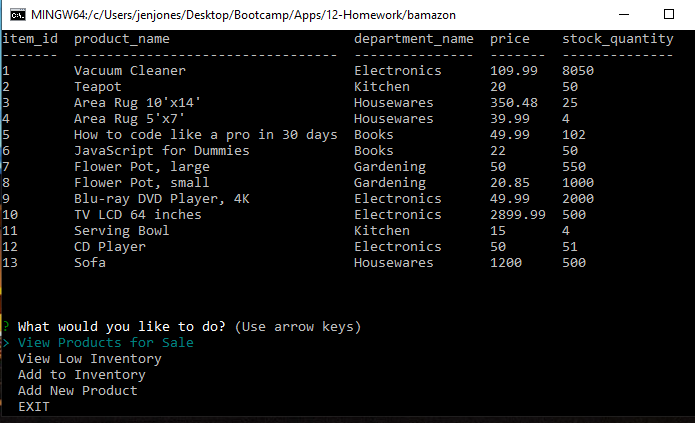 MINGW64:/c/Users/jenjones/Desktop/Bootcamp/Apps/12-Homework/bamazon
item_id product_name department_name price stock_quantity
------- -------------------------------- --------------- ------- --------------
1 Vacuum Cleaner Electronics 109.99 8050
2 Teapot Kitchen 20 50
3 Area Rug 10'x14' Housewares 350.48 25
4 Area Rug 5'x7' Housewares 39.99 4
5 How to code like a pro in 30 days Books 49.99 102
6 JavaScript for Dummies Books 22 50
7 Flower Pot, large Gardening 50 550
8 Flower Pot, small Gardening 20.85 1000
9 Blu-ray DVD Player, 4K Electronics 49.99 2000
10 TV LCD 64 inches Electronics 2899.99 500
11 Serving Bowl Kitchen 15 4
12 CD Player Electronics 50 51
13 Sofa Housewares 1200 500
? What would you like to do? (Use arrow keys)
> View Products for Sale
View Low Inventory
Add to Inventory
Add New Product
EXIT